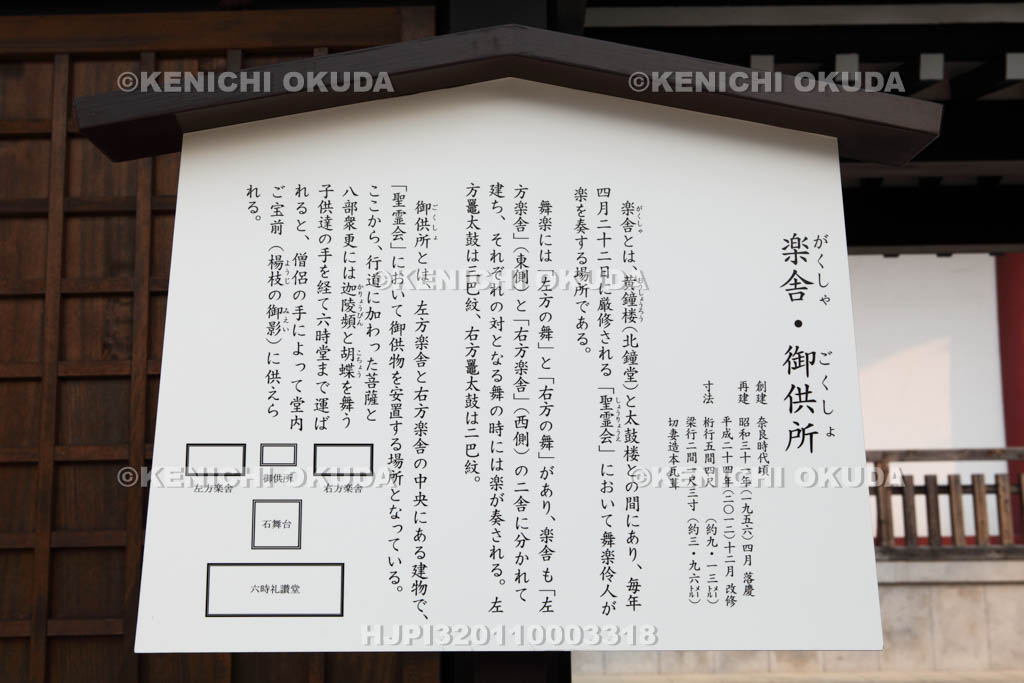 楽舎・御供所
がくしゃ
ごくしょ
創建 奈良時代頃
再建 昭和三十一年(一九五六)四月 落慶
平成二十四年(二〇一二)十二月 改修
寸法 桁行五間四尺 (約九・一三メートル)
梁行二間一尺三寸(約三・九六メートル)
切妻造本瓦葺
楽舎とは、黄鐘楼(北鐘堂)と太鼓楼との間にあり、毎年
四月二十二日に厳修される「聖霊会」において舞楽伶人が
楽を奏する場所である。
舞楽には「左方の舞」と「右方の舞」があり、楽舎も「左
方楽舎」(東側)と「右方楽舎」(西側)の二舎に分かれて
建ち、それぞれの対となる舞の時には楽が奏される。左
方鼉太鼓は三巴紋、右方鼉太鼓は二巴紋。
御供所とは、左方楽舎と右方楽舎の中央にある建物で、
「聖霊会」において御供物を安置する場所となっている。
ここから、行道に加わった菩薩と
八部衆更には迦陵頻と胡蝶を舞う
子供達の手を経て六時堂まで運ば
れると、僧侶の手によって堂内
ご宝前(楊枝の御影)に供えら
れる。
左方楽舎
御供所
右方楽舎
石舞台
六時礼讃堂
©KENICHI OKUDA
©KENICHI OKUDA
©KENICHI OKUDA
©KENICHI OKUDA
©KENICHI OKUDA
©KENICHI OKUDA
HJPI320110003318